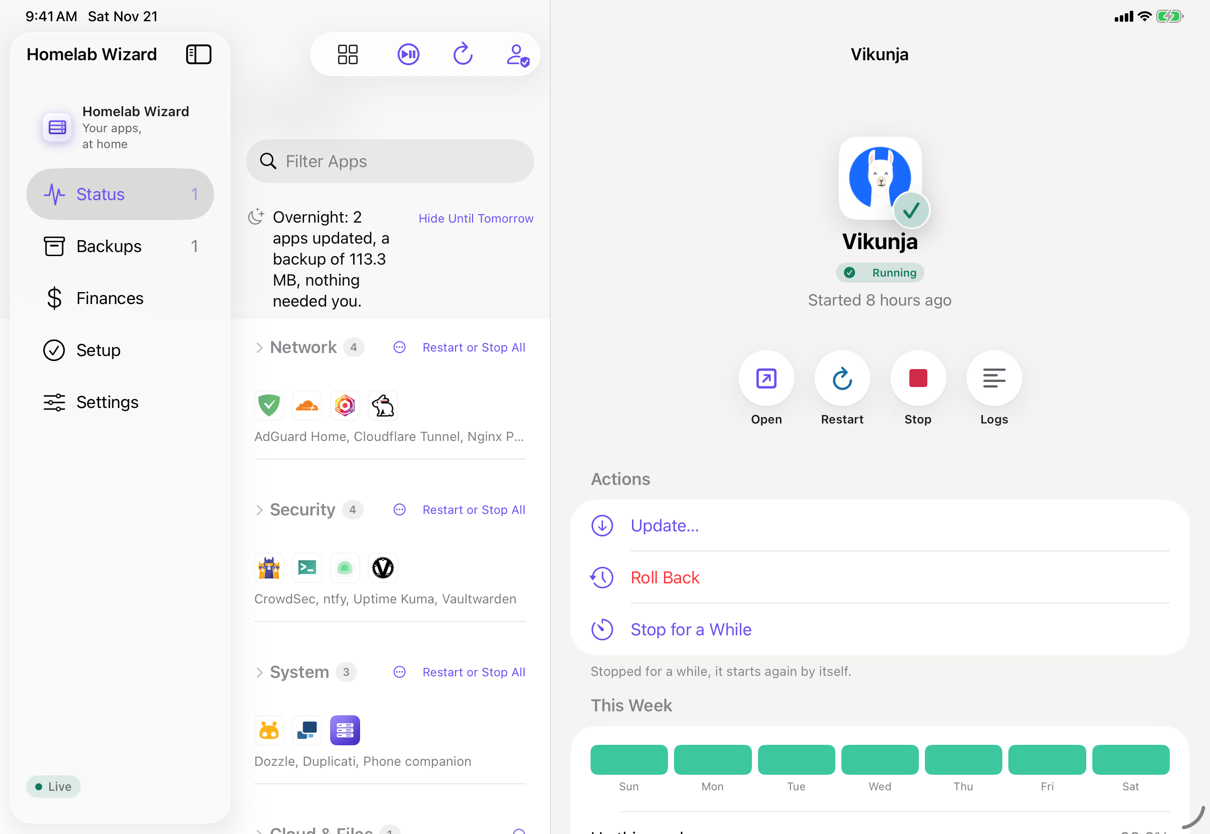 9:41 AM Sat Nov 21
Homelab Wizard
Homelab Wizard
Your apps,
at home
Status 1
Backups 1
Finances
Setup
Settings
Live
Filter Apps
Overnight: 2
apps updated, a
backup of 113.3
MB, nothing
needed you.
Hide Until Tomorrow
Network 4 Restart or Stop All
AdGuard Home, Cloudflare Tunnel, Nginx P...
Security 4 Restart or Stop All
CrowdSec, ntfy, Uptime Kuma, Vaultwarden
System 3 Restart or Stop All
Dozzle, Duplicati, Phone companion
Cloud & Files 1
Vikunja
Vikunja
Running
Started 8 hours ago
Open Restart Stop Logs
Actions
Update...
Roll Back
Stop for a While
Stopped for a while, it starts again by itself.
This Week
Sun Mon Tue Wed Thu Fri Sat